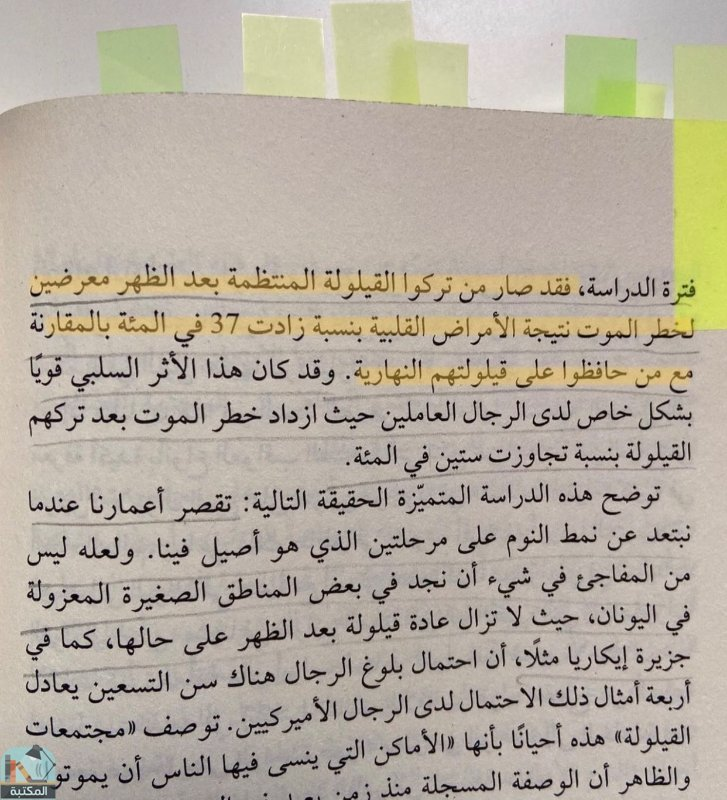 فترة الدراسة، فقد صار من تركوا القيلولة المنتظمة بعد الظهر معرضين
لخطر الموت نتيجة الأمراض القلبية بنسبة زادت 37 في المئة بالمقارنة
مع من حافظوا على قيلولتهم النهارية. وقد كان هذا الأثر السلبي قويًا
بشكل خاص لدى الرجال العاملين حيث ازداد خطر الموت بعد تركهم
القيلولة بنسبة تجاوزت ستين في المئة.
توضح هذه الدراسة المتميّزة الحقيقة التالية: تقصر أعمارنا عندما
نبتعد عن نمط النوم على مرحلتين الذي هو أصيل فينا. ولعله ليس
من المفاجئ في شيء أن نجد في بعض المناطق الصغيرة المعزولة
في اليونان، حيث لا تزال عادة قيلولة بعد الظهر على حالها، كما في
جزيرة إيكاريا مثلًا، أن احتمال بلوغ الرجال هناك سن التسعين يعادل
أربعة أمثال ذلك الاحتمال لدى الرجال الأميركيين. توصف «مجتمعات
القيلولة» هذه أحيانًا بأنها «الأماكن التي ينسى فيها الناس أن يموتوا»
والظاهر أن الوصفة المسجلة منذ زمن
المكتبة